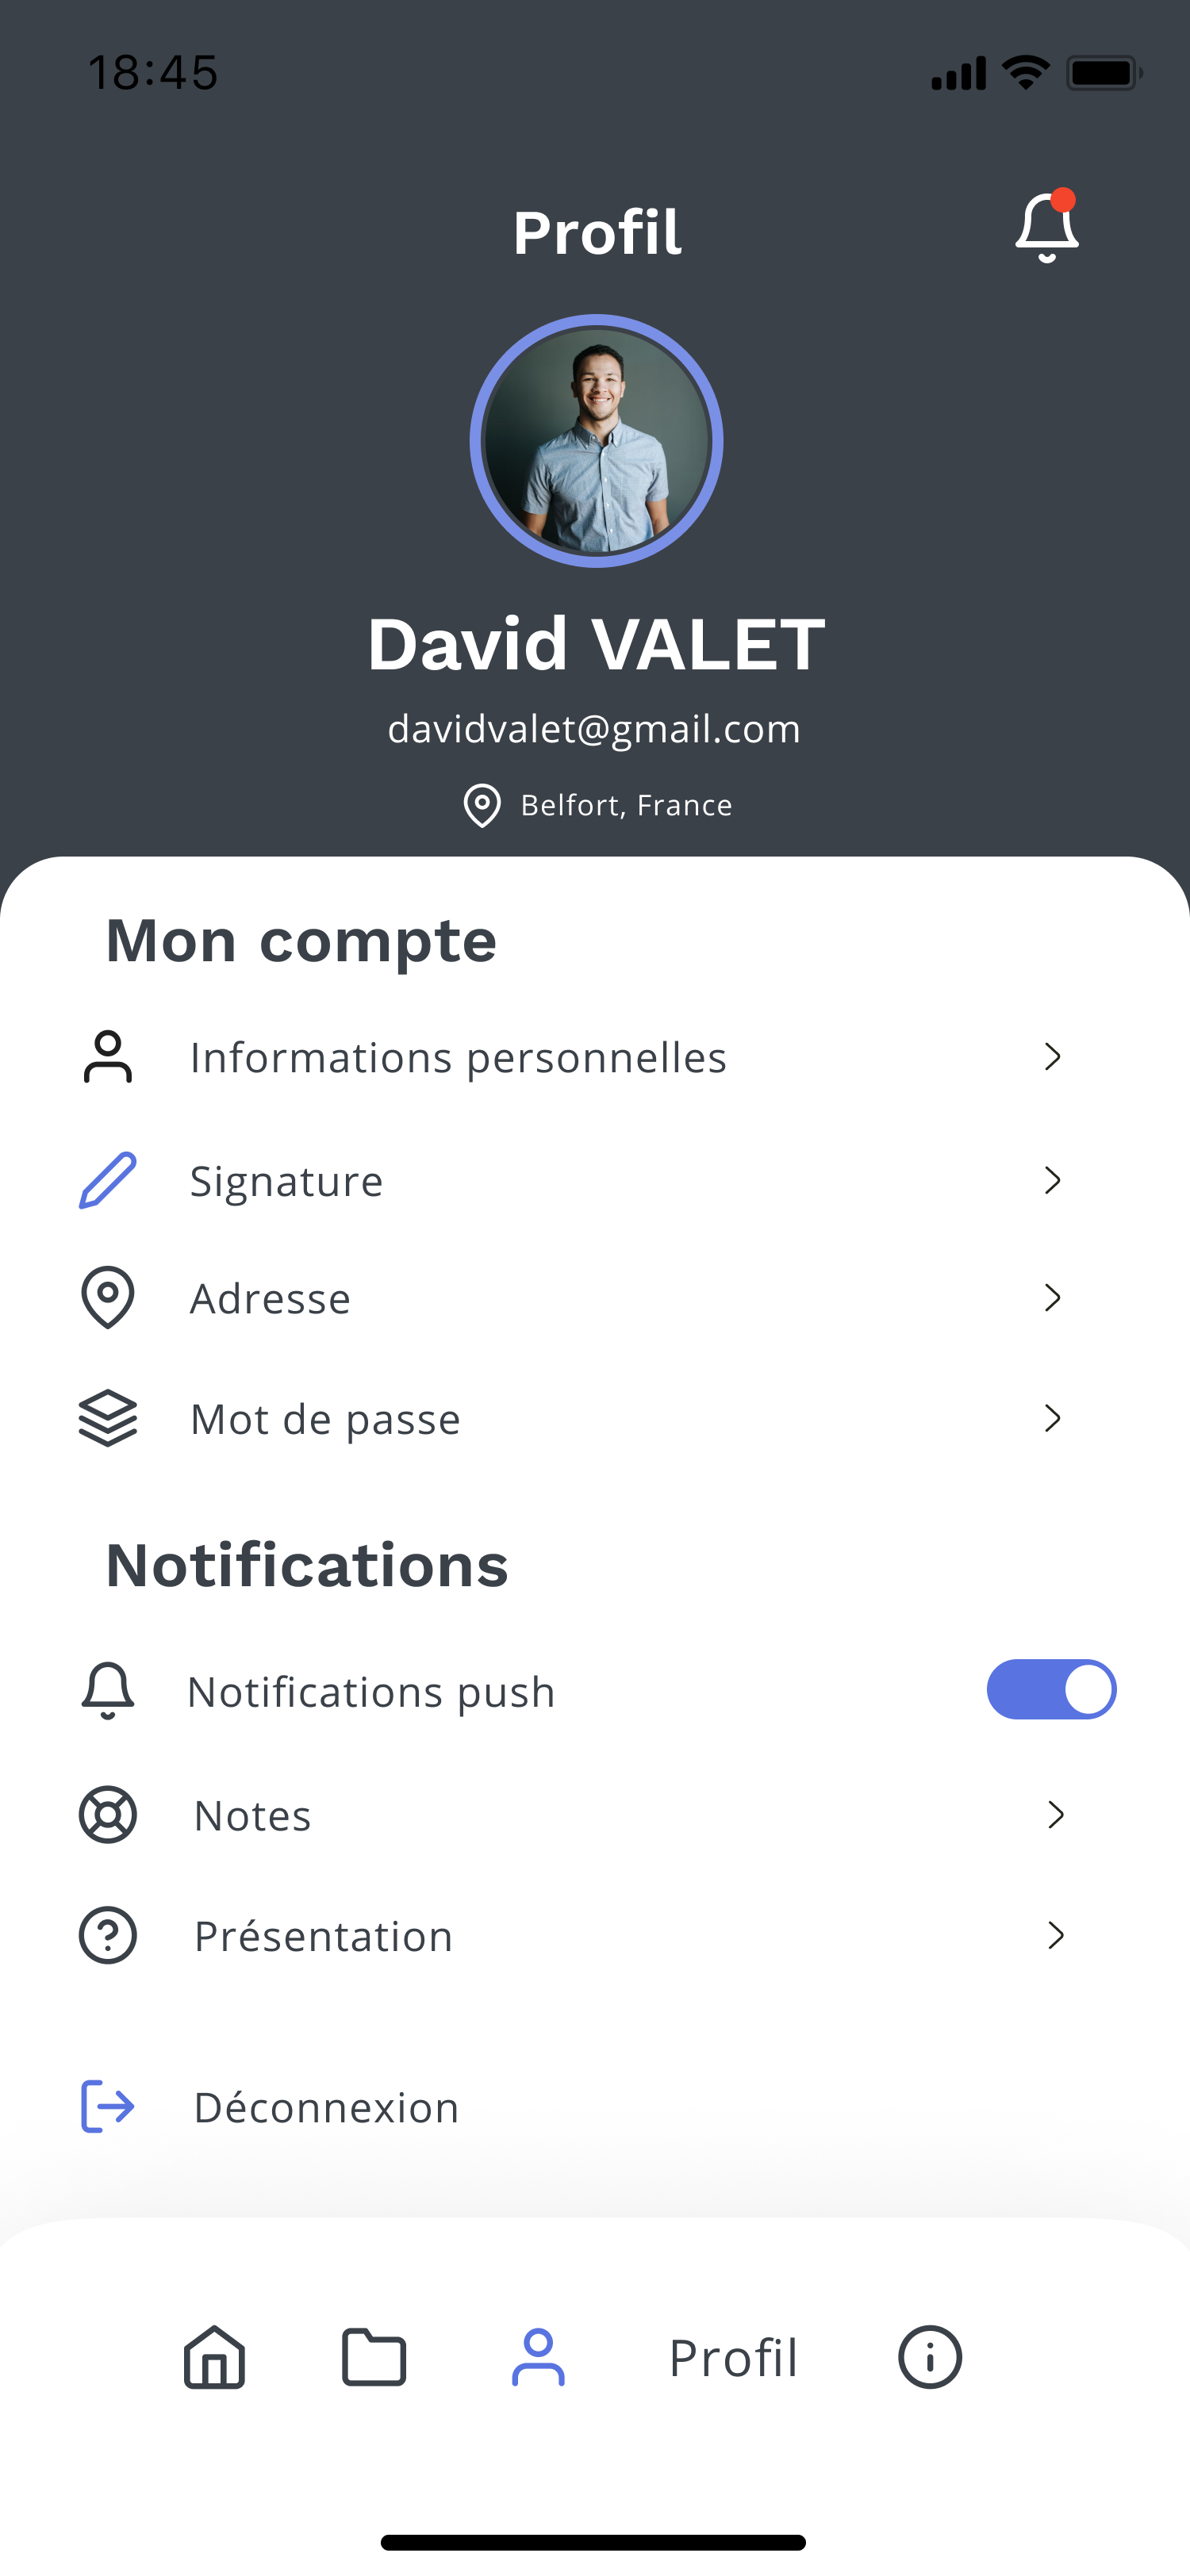 18:45
Profil
David VALET
davidvalet@gmail.com
Belfort, France
Mon compte
Informations personnelles
Signature
Adresse
Mot de passe
Notifications
Notifications push
Notes
Présentation
Déconnexion
Profil